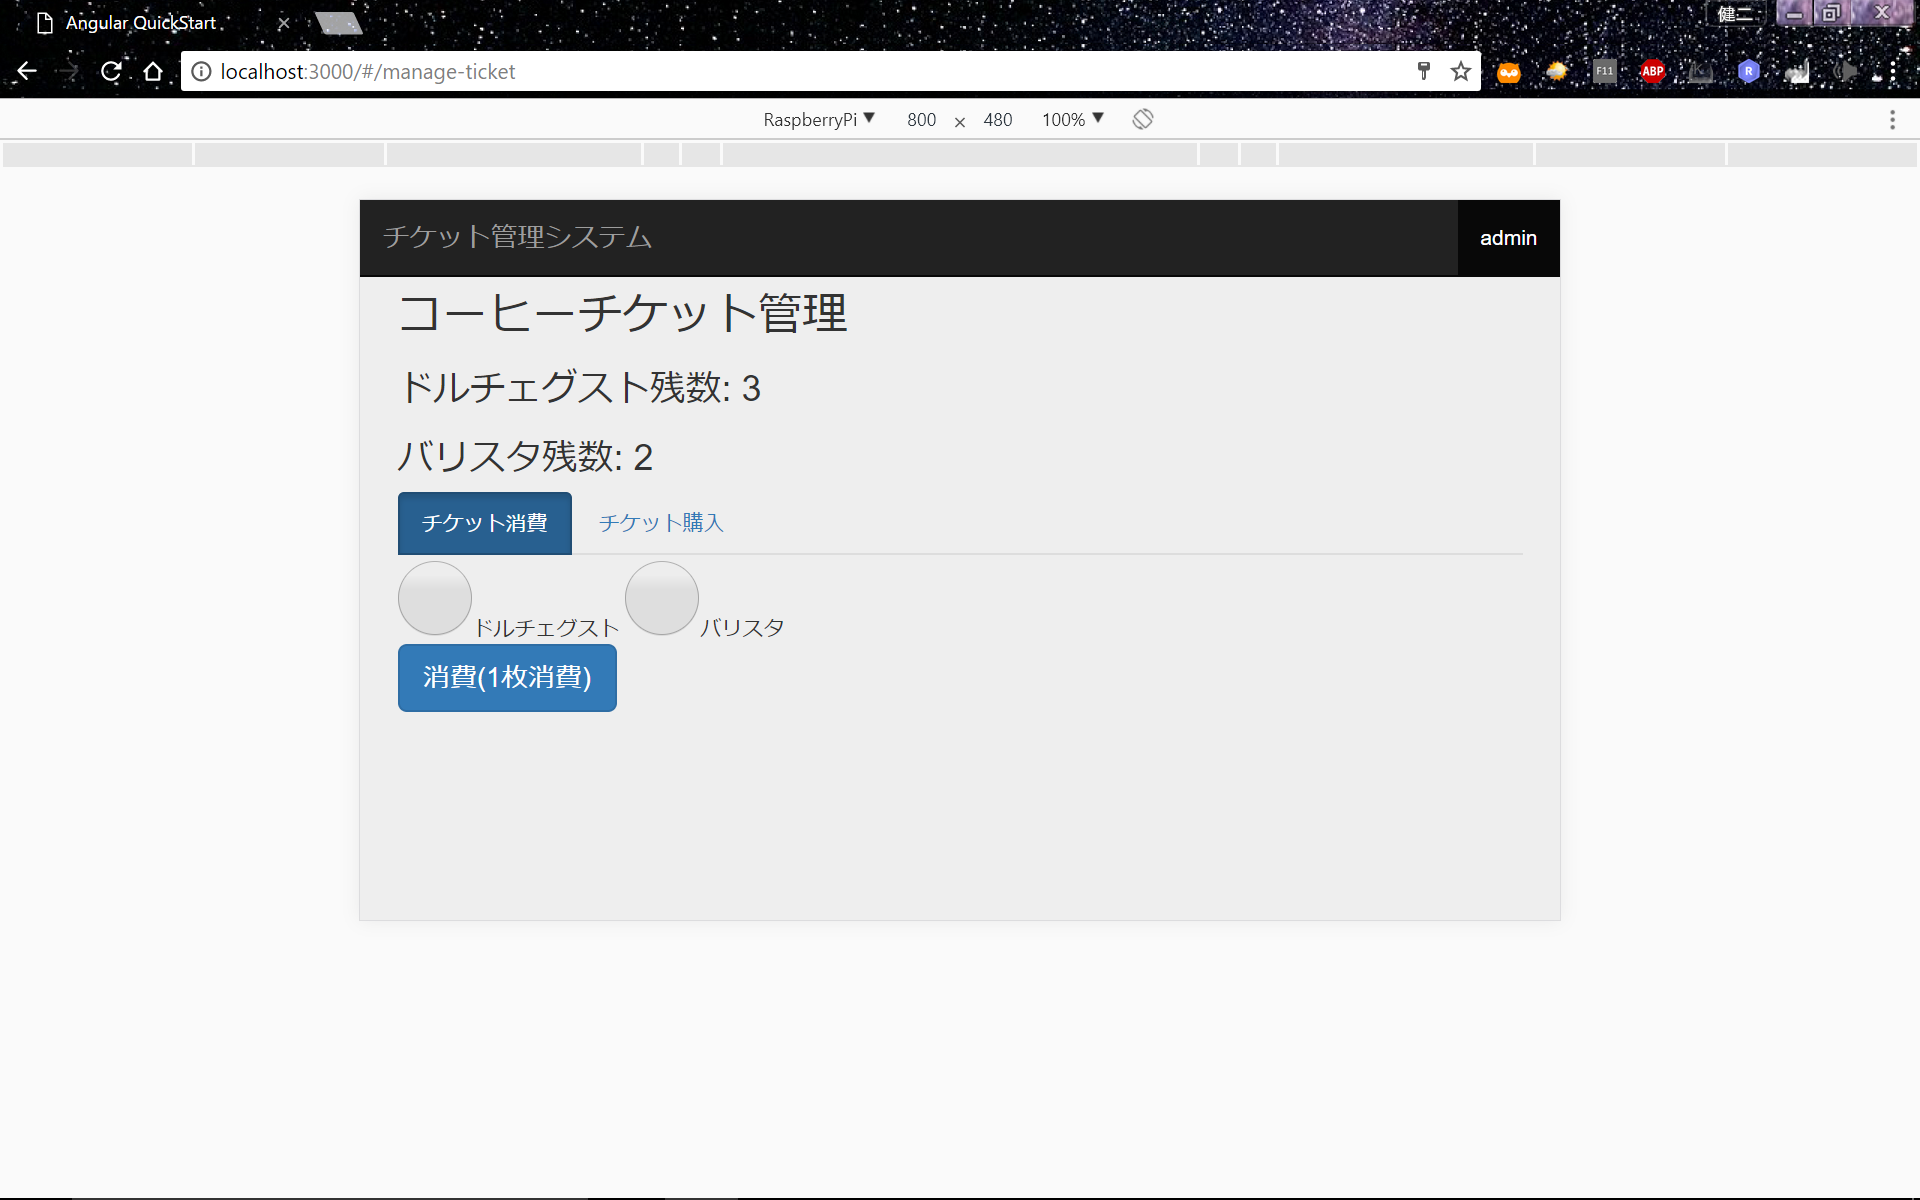 Angular QuickStart
健二
localhost:3000/#/manage-ticket
F11
ABP
R
RaspberryPi 800 × 480 100%
チケット管理システム
admin
コーヒーチケット管理
ドルチェグスト残数: 3
バリスタ残数: 2
チケット消費 チケット購入
ドルチェグスト バリスタ
消費(1枚消費)